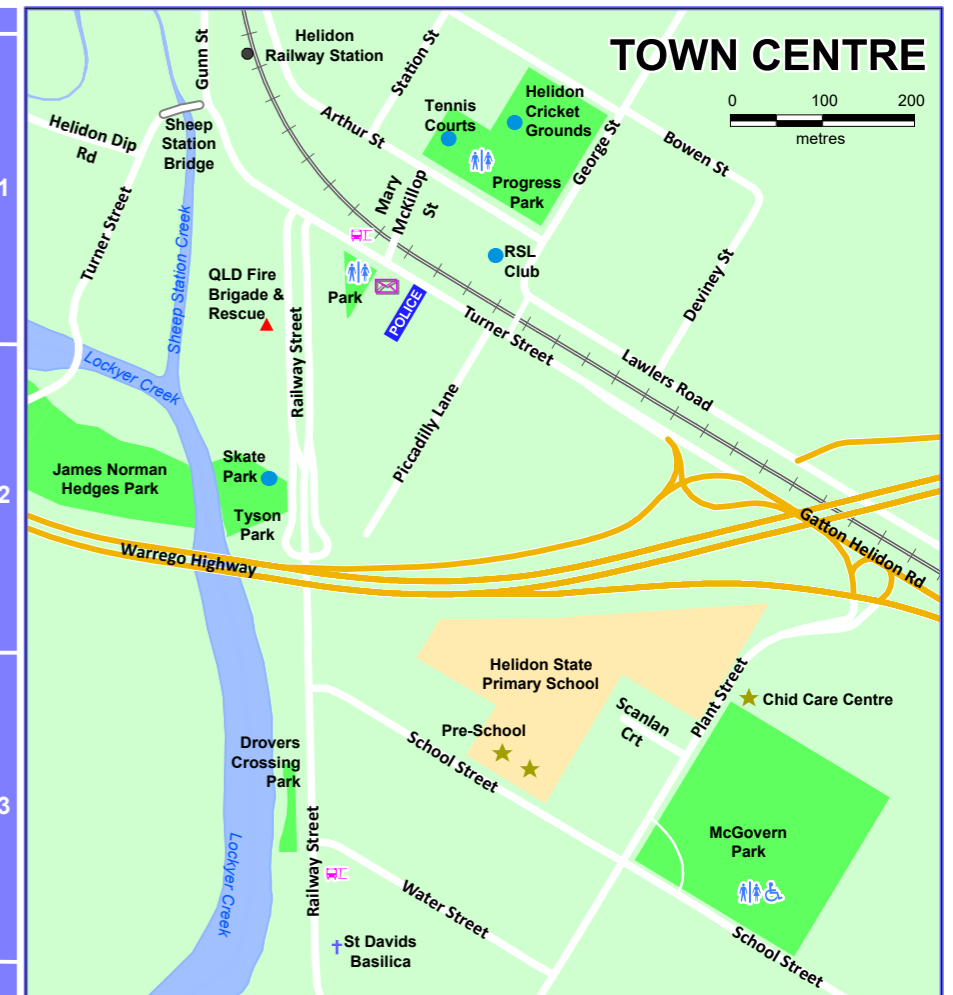 TOWN CENTRE
0 100 200
metres
Gunn St
Helidon
Railway Station
Station St
Helidon Dip
Rd
Sheep
Station
Bridge
Arthur St
Tennis
Courts
Helidon
Cricket
Grounds
George St
Bowen St
1
Progress
Park
Mary
McKillop
St
Turner Street
Sheep Station Creek
QLD Fire
Brigade &
Rescue
Park
POLICE
RSL
Club
Deviney St
Railway Street
Turner Street
Lawlers Road
Lockyer Creek
Piccadilly Lane
James Norman
Hedges Park
Skate
Park
2
Tyson
Park
Gatton Helidon Rd
Warrego Highway
Helidon State
Primary School
Plant Street
Chid Care Centre
Scanlan
Crt
Pre-School
School Street
Drovers
Crossing
Park
3
McGovern
Park
Railway Street
Lockyer Creek
Water Street
School Street
St Davids
Basilica